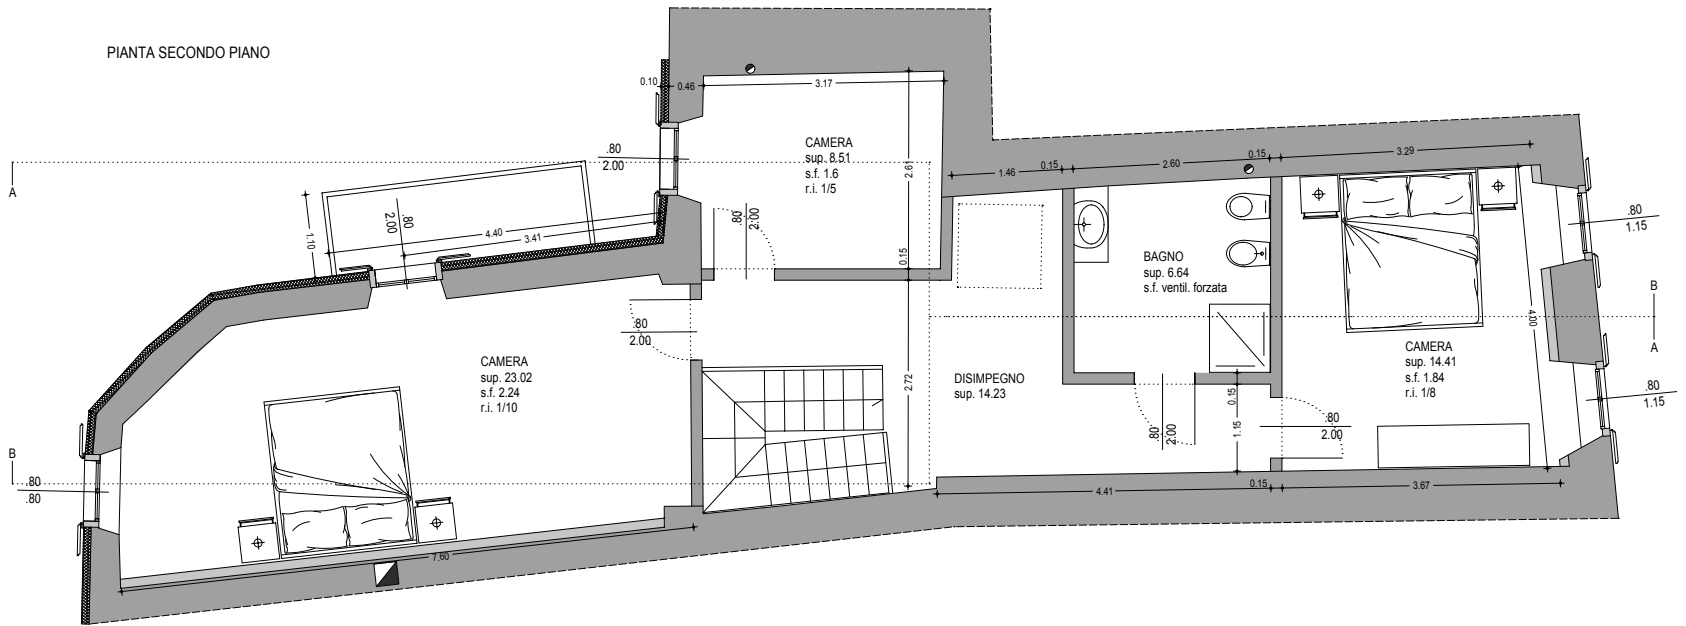 PIANTA SECONDO PIANO
0.10
0.46
3.17
.80
2.00
CAMERA
sup. 8.51
s.f. 1.6
r.i. 1/5
2.61
0.15
1.46
0.15
2.60
0.15
3.29
A
1.10
.80
2.00
4.40
3.41
.80
2.00
BAGNO
sup. 6.64
s.f. ventil. forzata
.80
1.15
B
A
4.00
.80
2.00
CAMERA
sup. 23.02
s.f. 2.24
r.i. 1/10
2.72
DISIMPEGNO
sup. 14.23
CAMERA
sup. 14.41
s.f. 1.84
r.i. 1/8
.80
1.15
0.15
1.15
.80
2.00
.80
2.00
B
.80
.80
4.41
0.15
3.67
7.60